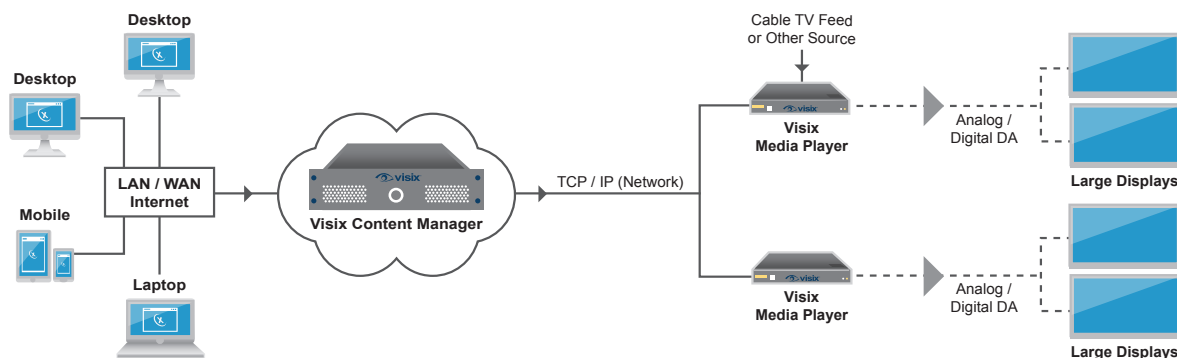 Desktop
Desktop
LAN / WAN
Internet
Mobile
Laptop
visix
Visix Content Manager
TCP / IP (Network)
Cable TV Feed
or Other Source
visix
Visix
Media Player
Analog /
Digital DA
Large Displays
visix
Visix
Media Player
Analog /
Digital DA
Large Displays